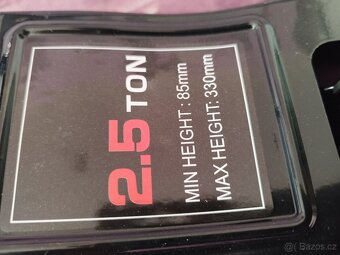 2.5 TON
MIN HEIGHT : 85mm
MAX HEIGHT: 330mm
Bazos.cz